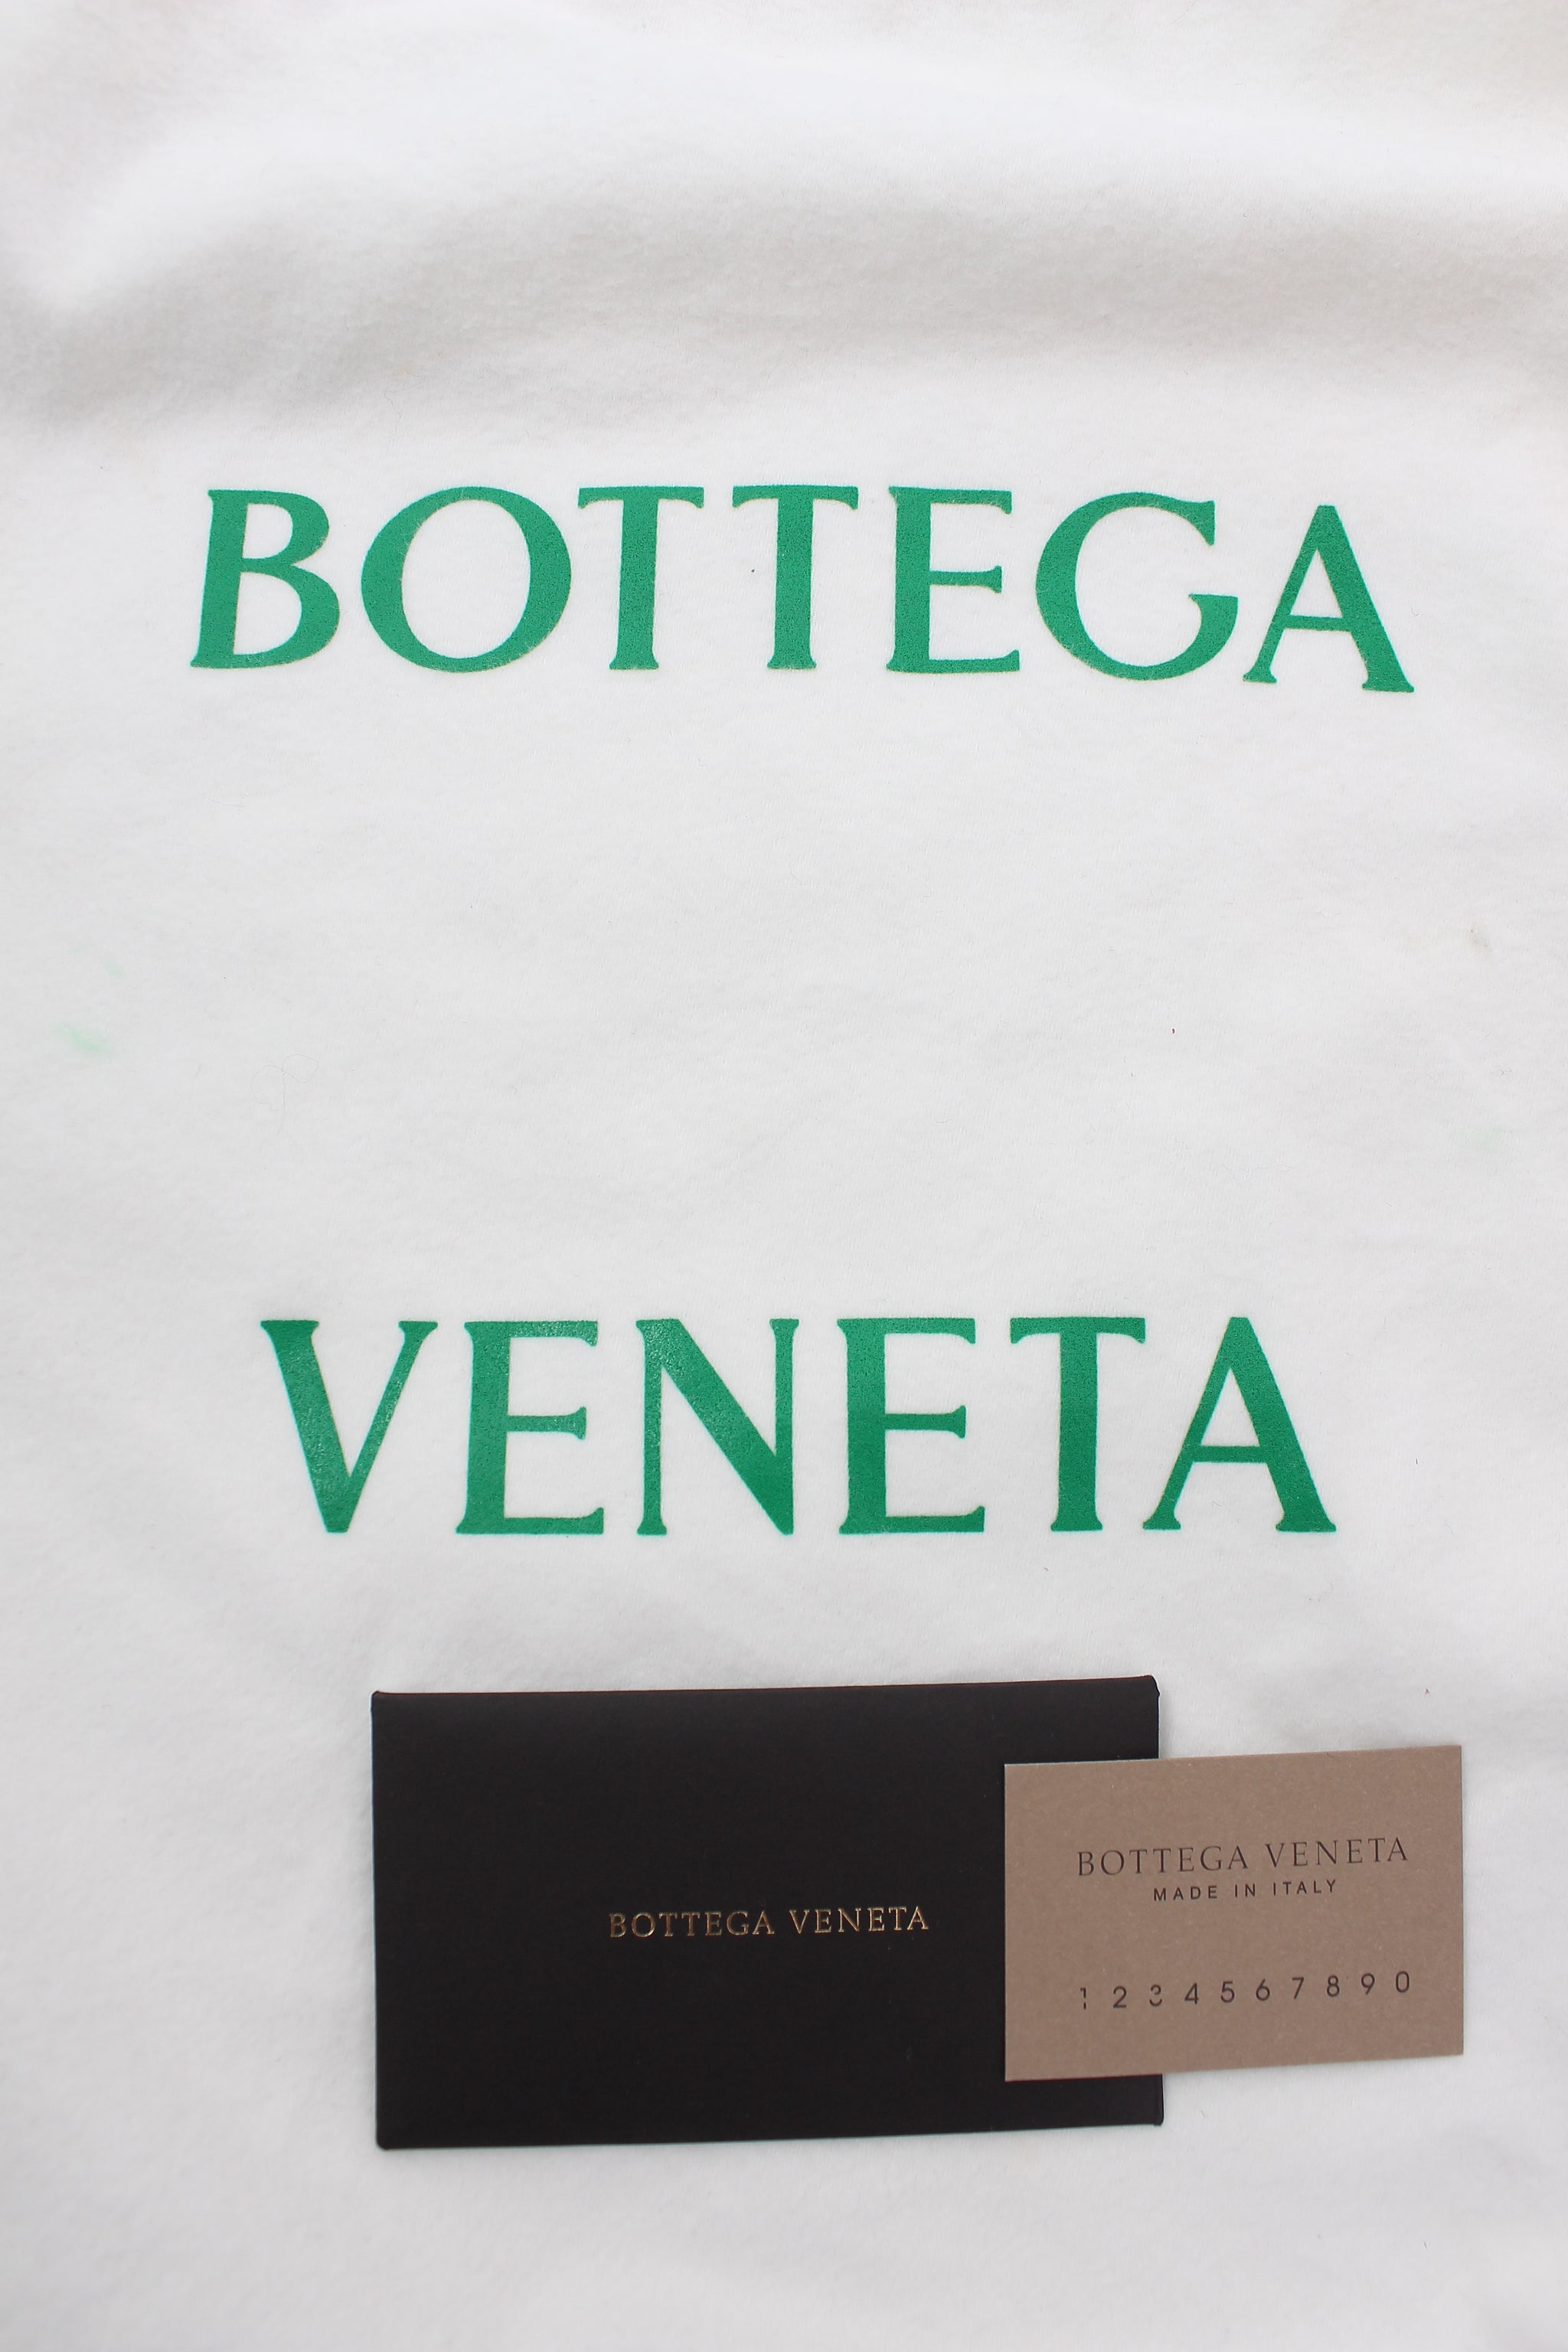 BOTTEGA
VENETA
BOTTEGA VENETA
BOTTEGA VENETA
MADE IN ITALY
1 2 3 4 5 6 7 8 9 0